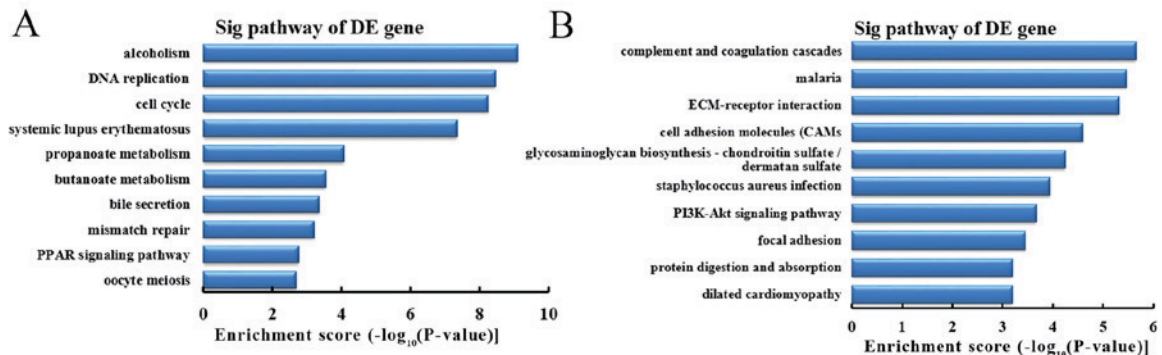 A
Sig pathway of DE gene
alcoholism
DNA replication
cell cycle
systemic lupus erythematosus
propanoate metabolism
butanoate metabolism
bile secretion
mismatch repair
PPAR signaling pathway
oocyte meiosis
0 2 4 6 8 10
Enrichment score (-log10(P-value)]
B
Sig pathway of DE gene
complement and coagulation cascades
malaria
ECM-receptor interaction
cell adhesion molecules (CAMs
glycosaminoglycan biosynthesis - chondroitin sulfate /
dermatan sulfate
staphylococcus aureus infection
PI3K-Akt signaling pathway
focal adhesion
protein digestion and absorption
dilated cardiomyopathy
0 1 2 3 4 5 6
Enrichment score (-log10(P-value)]